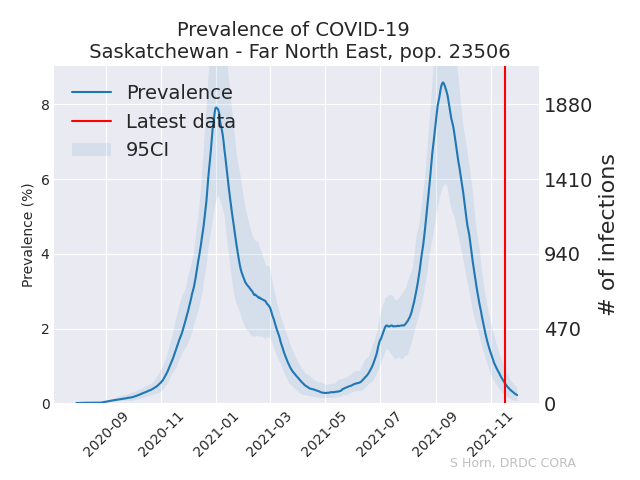 Prevalence of COVID-19
Saskatchewan - Far North East, pop. 23506
Prevalence
Latest data
95CI
Prevalence (%)
8
6
4
2
0
1880
1410
940
470
0
# of infections
2020-09
2020-11
2021-01
2021-03
2021-05
2021-07
2021-09
2021-11
S Horn, DRDC CORA